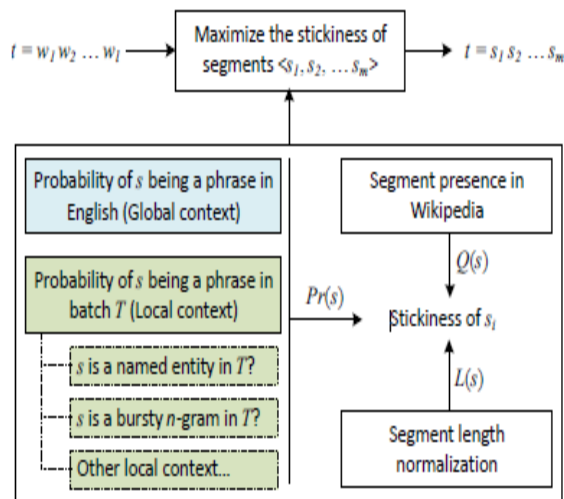 t = w₁ w₂ … wₗ
Maximize the stickiness of
segments <s₁, s₂, … sₘ>
t = s₁ s₂ … sₘ
Probability of s being a phrase in
English (Global context)
Probability of s being a phrase in
batch T (Local context)
s is a named entity in T?
s is a bursty n-gram in T?
Other local context...
Pr(s)
Segment presence in
Wikipedia
Q(s)
Stickiness of sᵢ
L(s)
Segment length
normalization